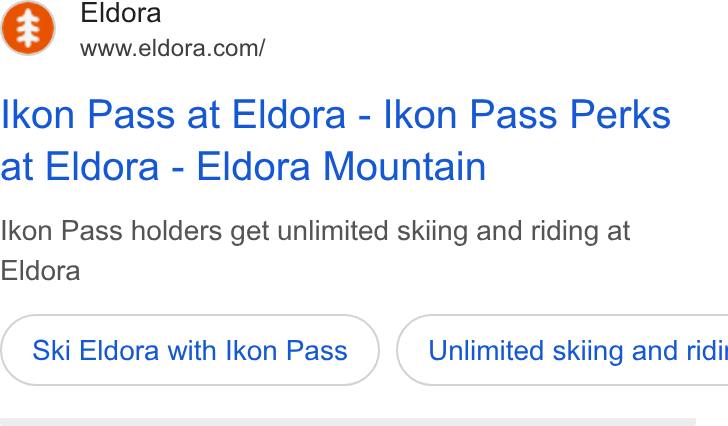 Eldora
www.eldora.com/
Ikon Pass at Eldora - Ikon Pass Perks
at Eldora - Eldora Mountain
Ikon Pass holders get unlimited skiing and riding at
Eldora
Ski Eldora with Ikon Pass
Unlimited skiing and